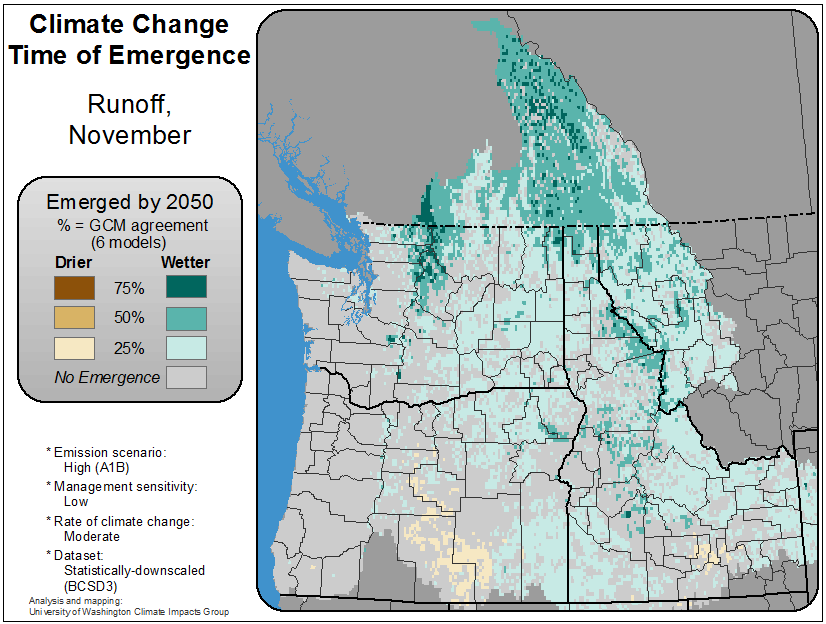 Climate Change
Time of Emergence
Runoff,
November
Emerged by 2050
% = GCM agreement
(6 models)
Drier Wetter
75%
50%
25%
No Emergence
* Emission scenario:
High (A1B)
* Management sensitivity:
Low
* Rate of climate change:
Moderate
* Dataset:
Statistically-downscaled
(BCSD3)
Analysis and mapping:
University of Washington Climate Impacts Group